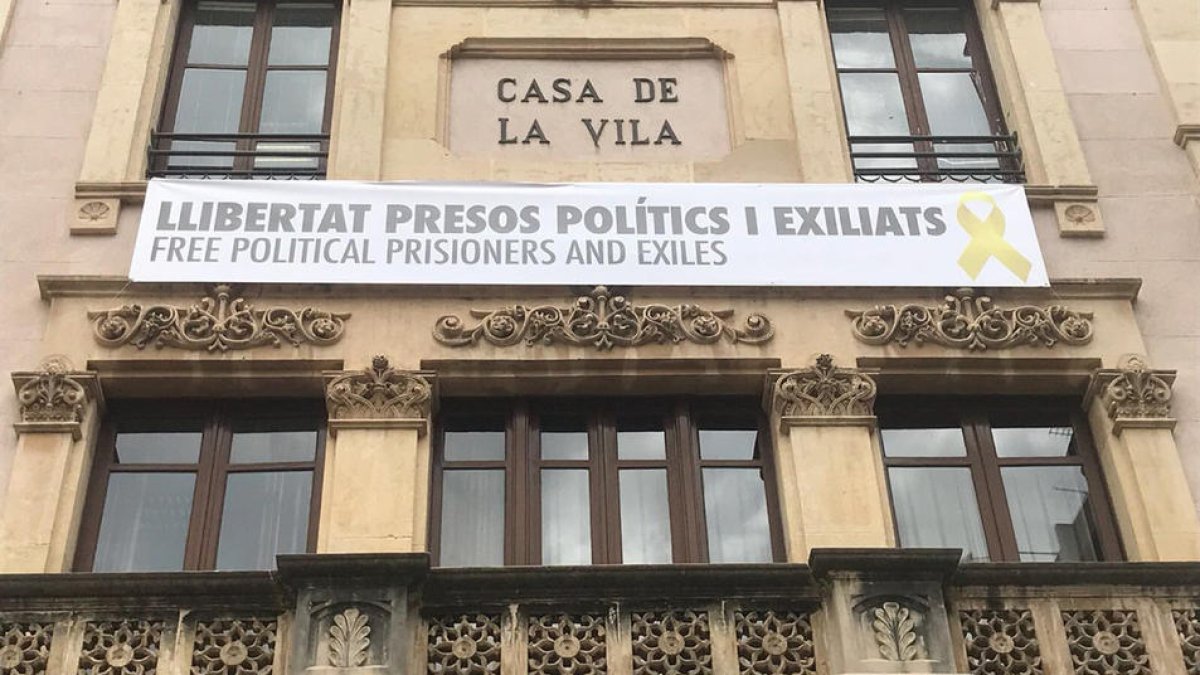 CASA DE
LA VILA
LLIBERTAT PRESOS POLÍTICS I EXILIATS
FREE POLITICAL PRISIONERS AND EXILES